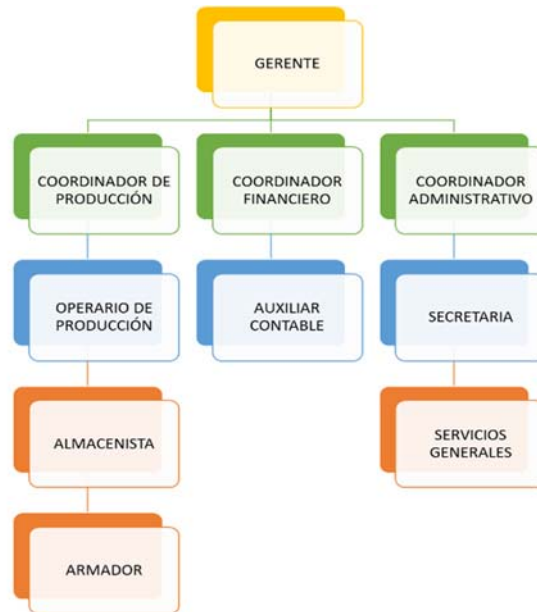 GERENTE
COORDINADOR DE
PRODUCCIÓN
COORDINADOR
FINANCIERO
COORDINADOR
ADMINISTRATIVO
OPERARIO DE
PRODUCCIÓN
AUXILIAR
CONTABLE
SECRETARIA
ALMACENISTA
SERVICIOS
GENERALES
ARMADOR